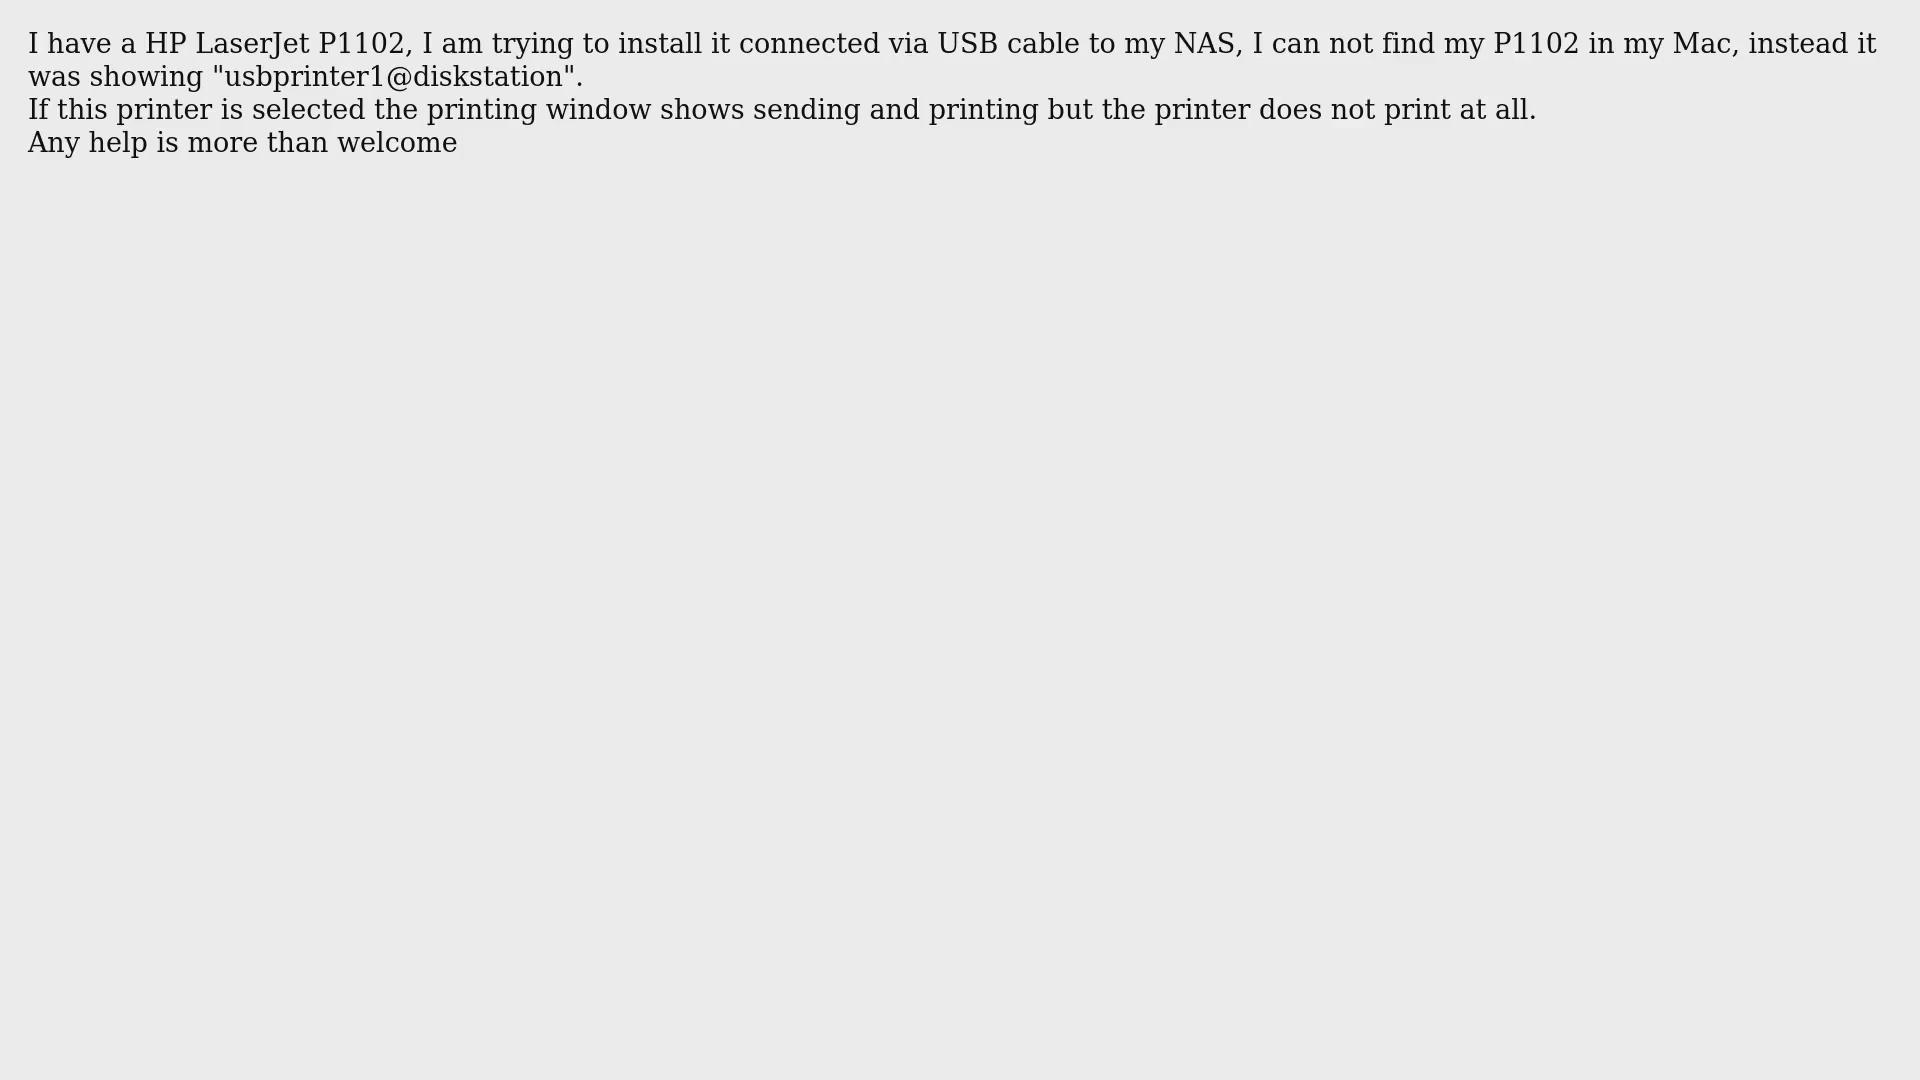 I have a HP LaserJet P1102, I am trying to install it connected via USB cable to my NAS, I can not find my P1102 in my Mac, instead it
was showing "usbprinter1@diskstation".
If this printer is selected the printing window shows sending and printing but the printer does not print at all.
Any help is more than welcome